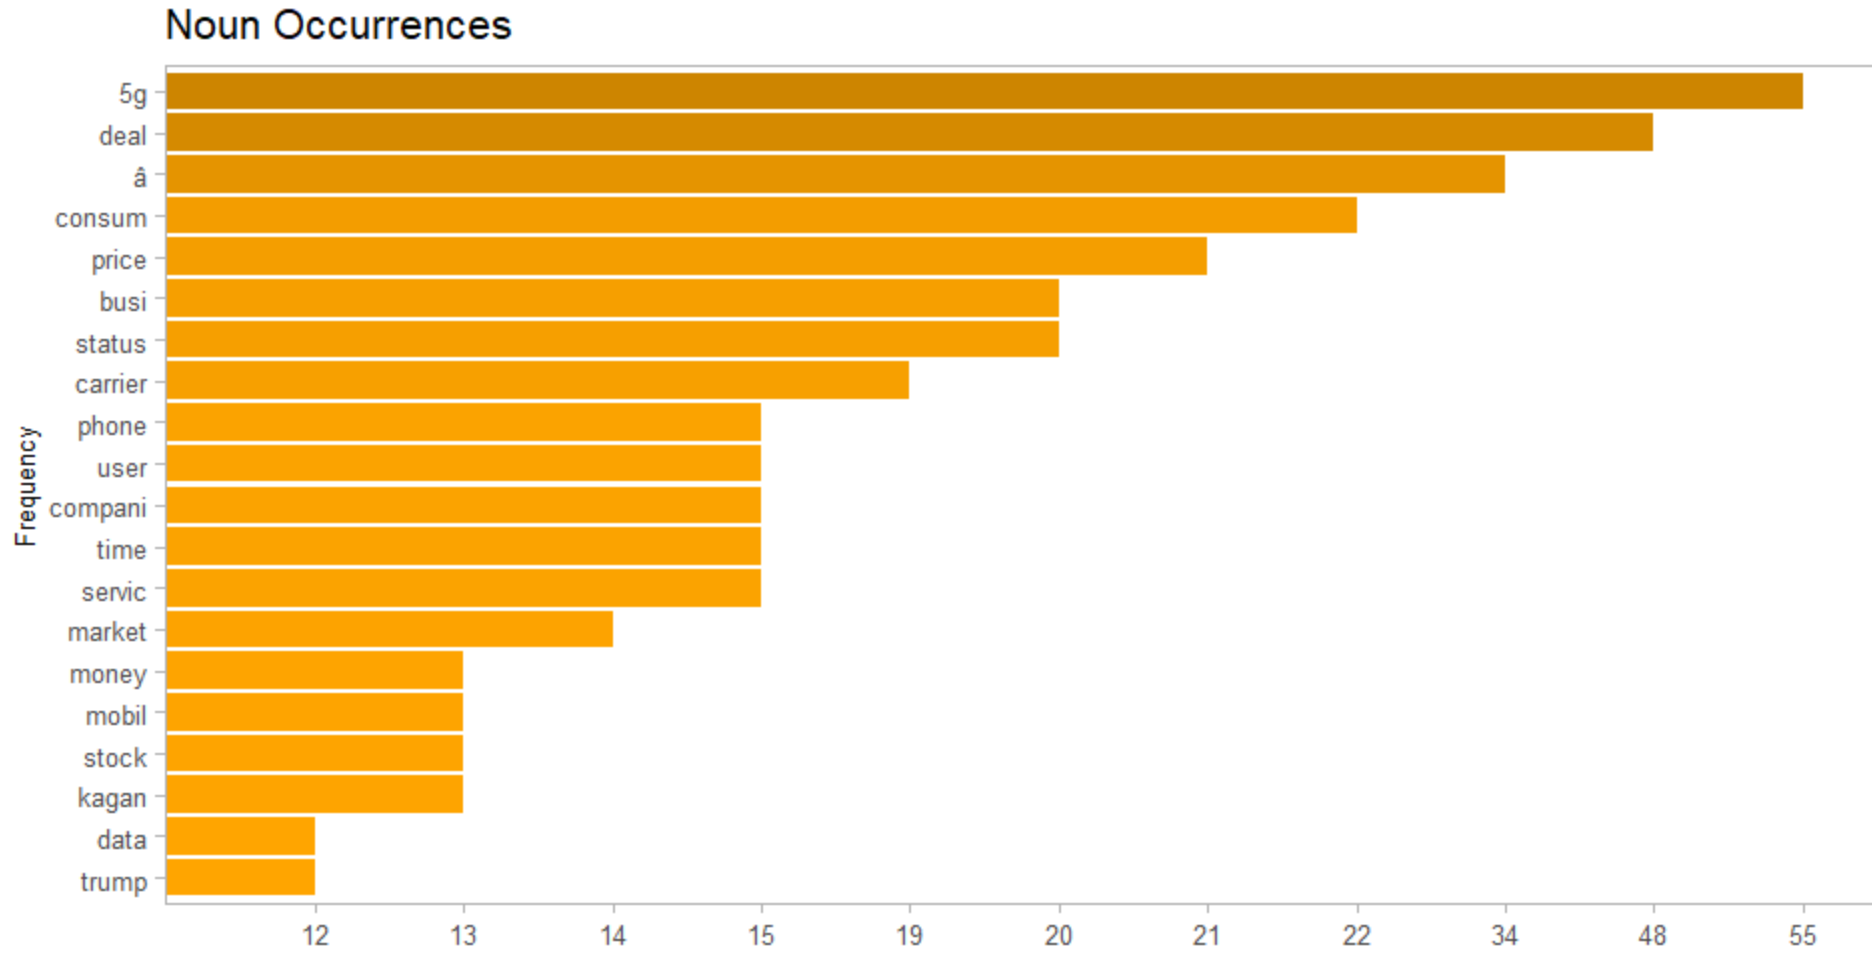 Noun Occurrences
5g
deal
â
consum
price
busi
status
carrier
phone
user
compani
time
servic
market
money
mobil
stock
kagan
data
trump
Frequency
12 13 14 15 19 20 21 22 34 48 55